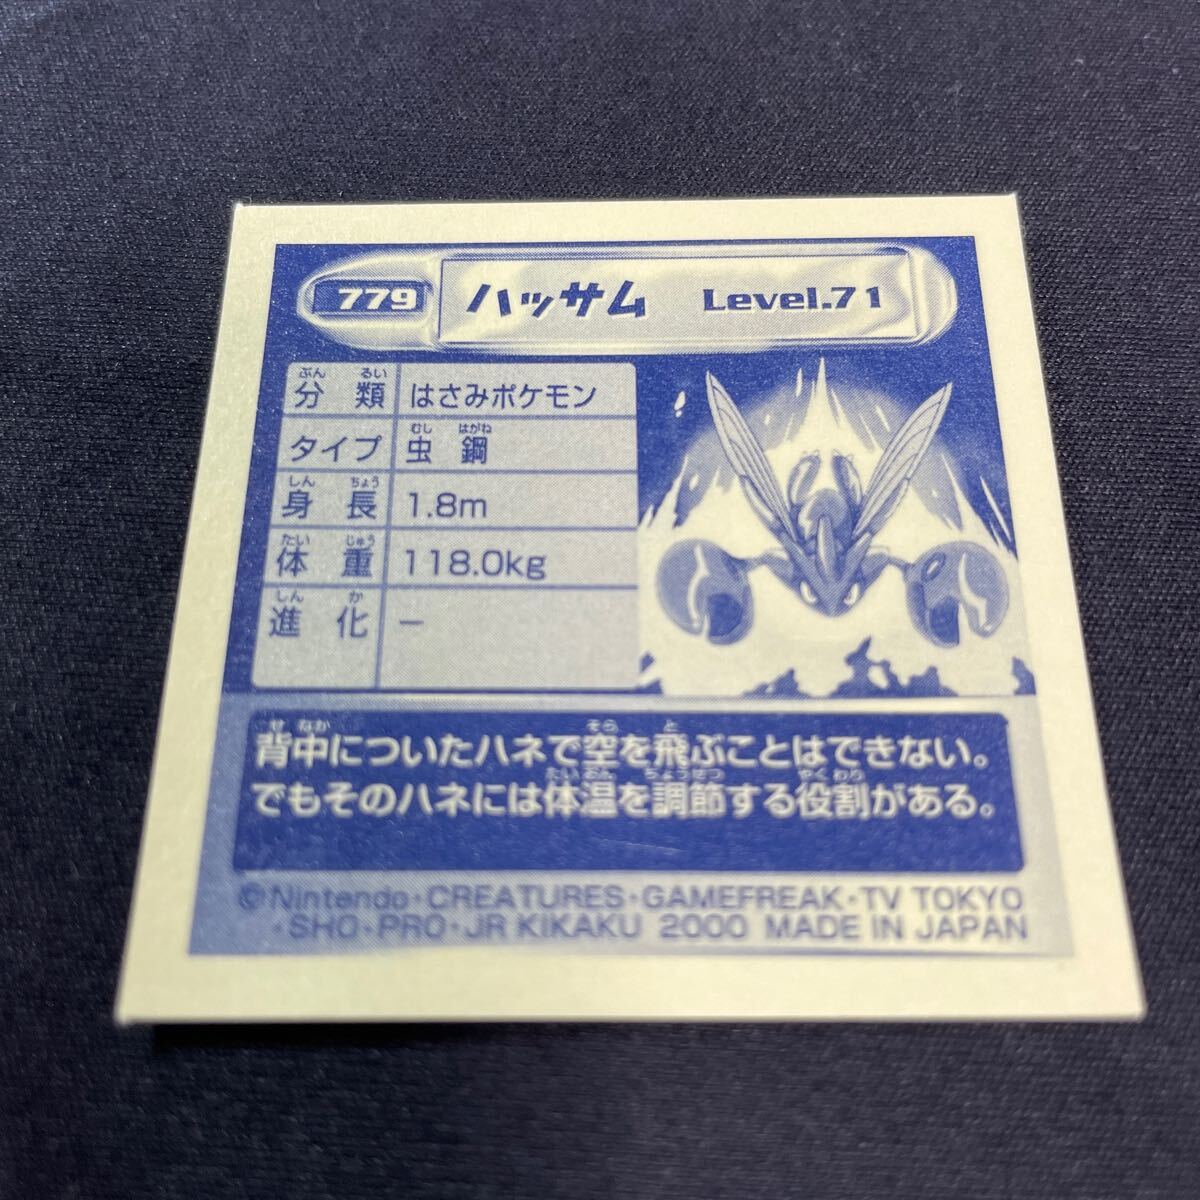 779 ハッサム Level.71
ぶん るい
分 類 はさみポケモン
むし はがね
タイプ 虫 鋼
しん ちょう
身 長 1.8m
たい じゅう
体 重 118.0kg
しん か
進 化 −
せ なか そら と
背中についたハネで空を飛ぶことはできない。
たいおん ちょうせつ やくわり
でもそのハネには体温を調節する役割がある。
©Nintendo・CREATURES・GAMEFREAK・TV TOKYO
・SHO・PRO・JR KIKAKU 2000 MADE IN JAPAN